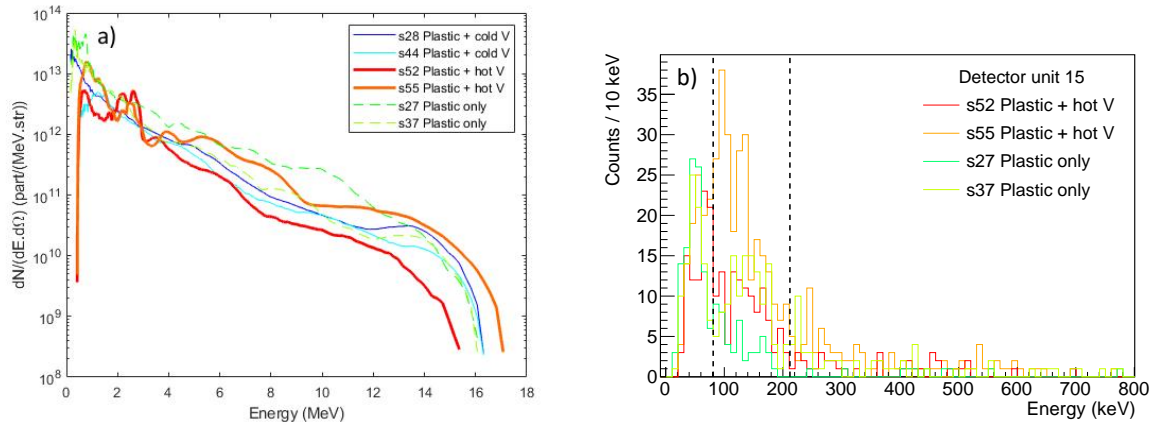 a)
dN/(dE.dΩ) (part/(MeV.str))
10^14
10^13
10^12
10^11
10^10
10^9
10^8
0 2 4 6 8 10 12 14 16 18
Energy (MeV)
s28 Plastic + cold V
s44 Plastic + cold V
s52 Plastic + hot V
s55 Plastic + hot V
s27 Plastic only
s37 Plastic only
b)
Counts / 10 keV
35
30
25
20
15
10
5
0
0 100 200 300 400 500 600 700 800
Energy (keV)
Detector unit 15
s52 Plastic + hot V
s55 Plastic + hot V
s27 Plastic only
s37 Plastic only